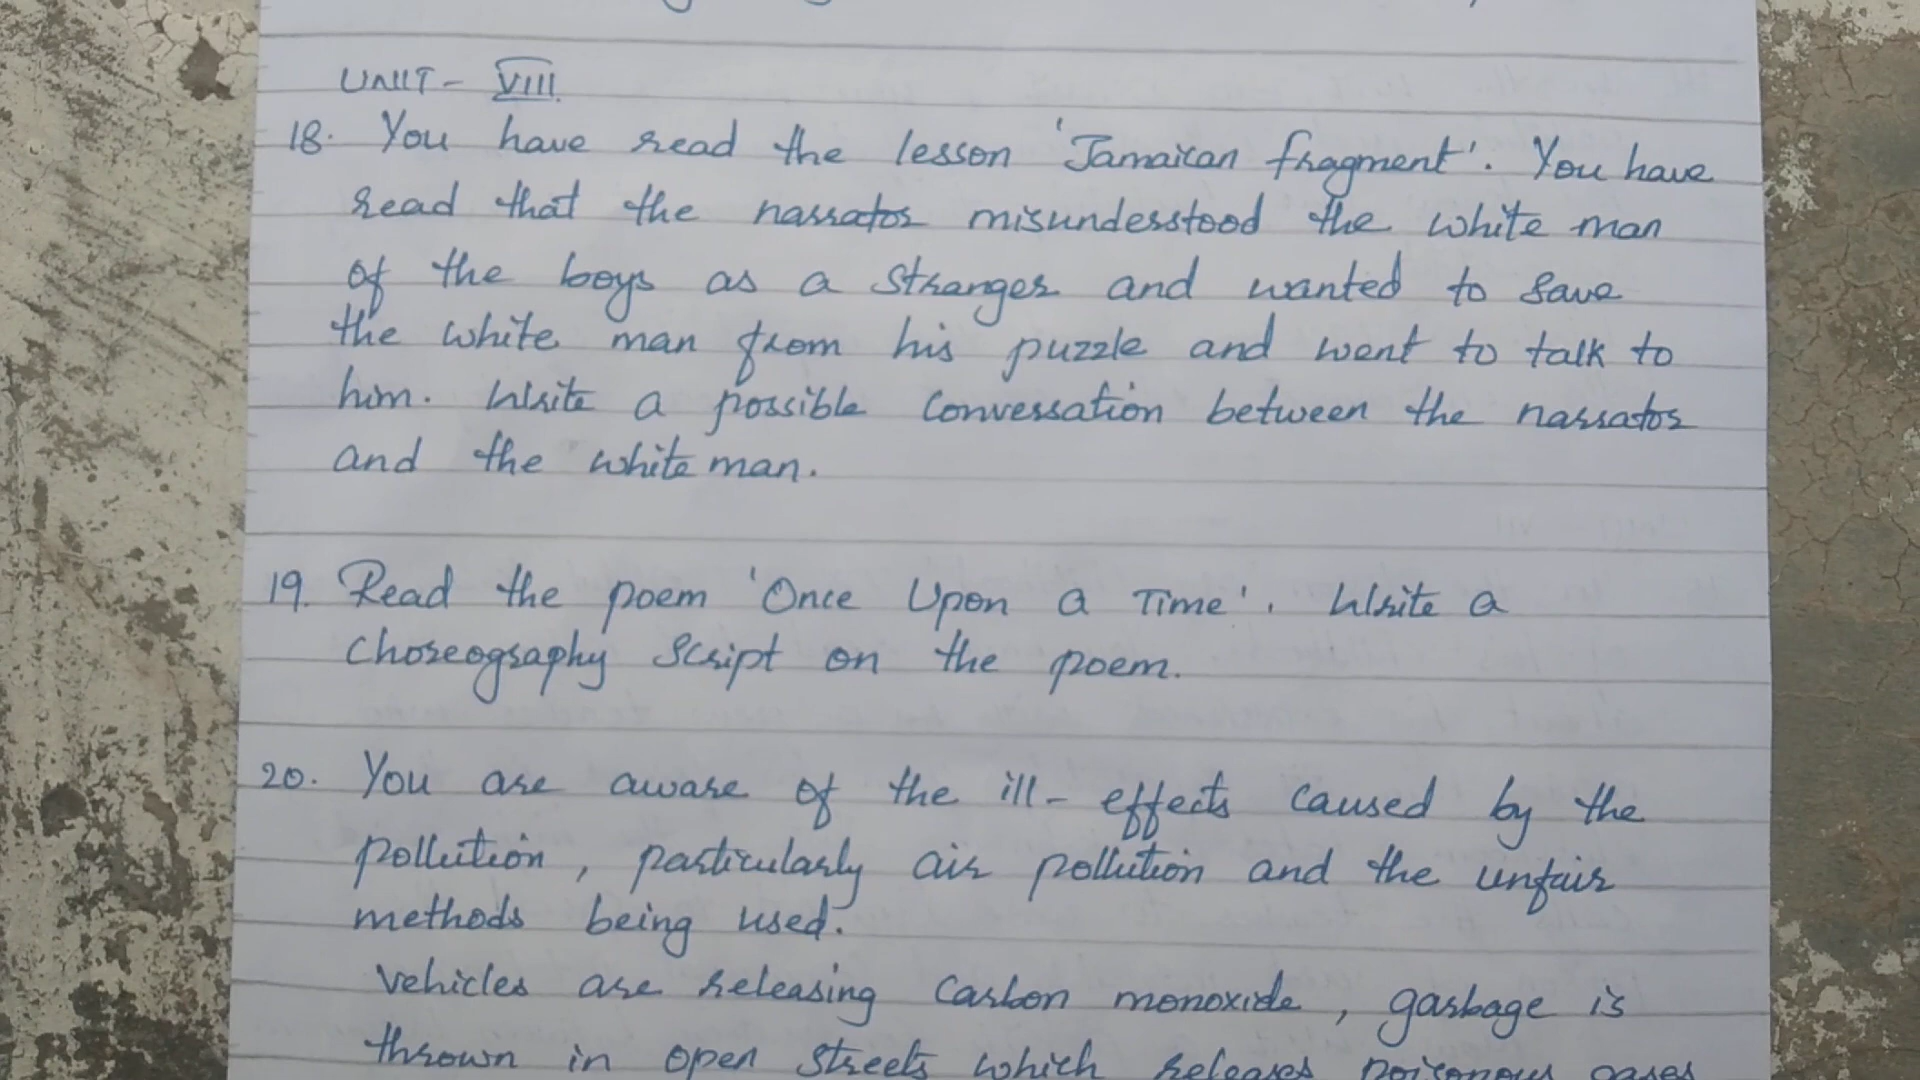 UNIT - VIII
18. You have read the lesson 'Jamaican fragment'. You have
read that the narrator misunderstood the white man
of the boys as a stranger and wanted to save
the white man from his puzzle and went to talk to
him. Write a possible conversation between the narrator
and the white man.
19. Read the poem 'Once Upon a Time'. Write a
choreography script on the poem.
20. You are aware of the ill-effects caused by the
pollution, particularly air pollution and the unfair
methods being used.
Vehicles are releasing carbon monoxide, garbage is
thrown in open streets which releases poisonous gases